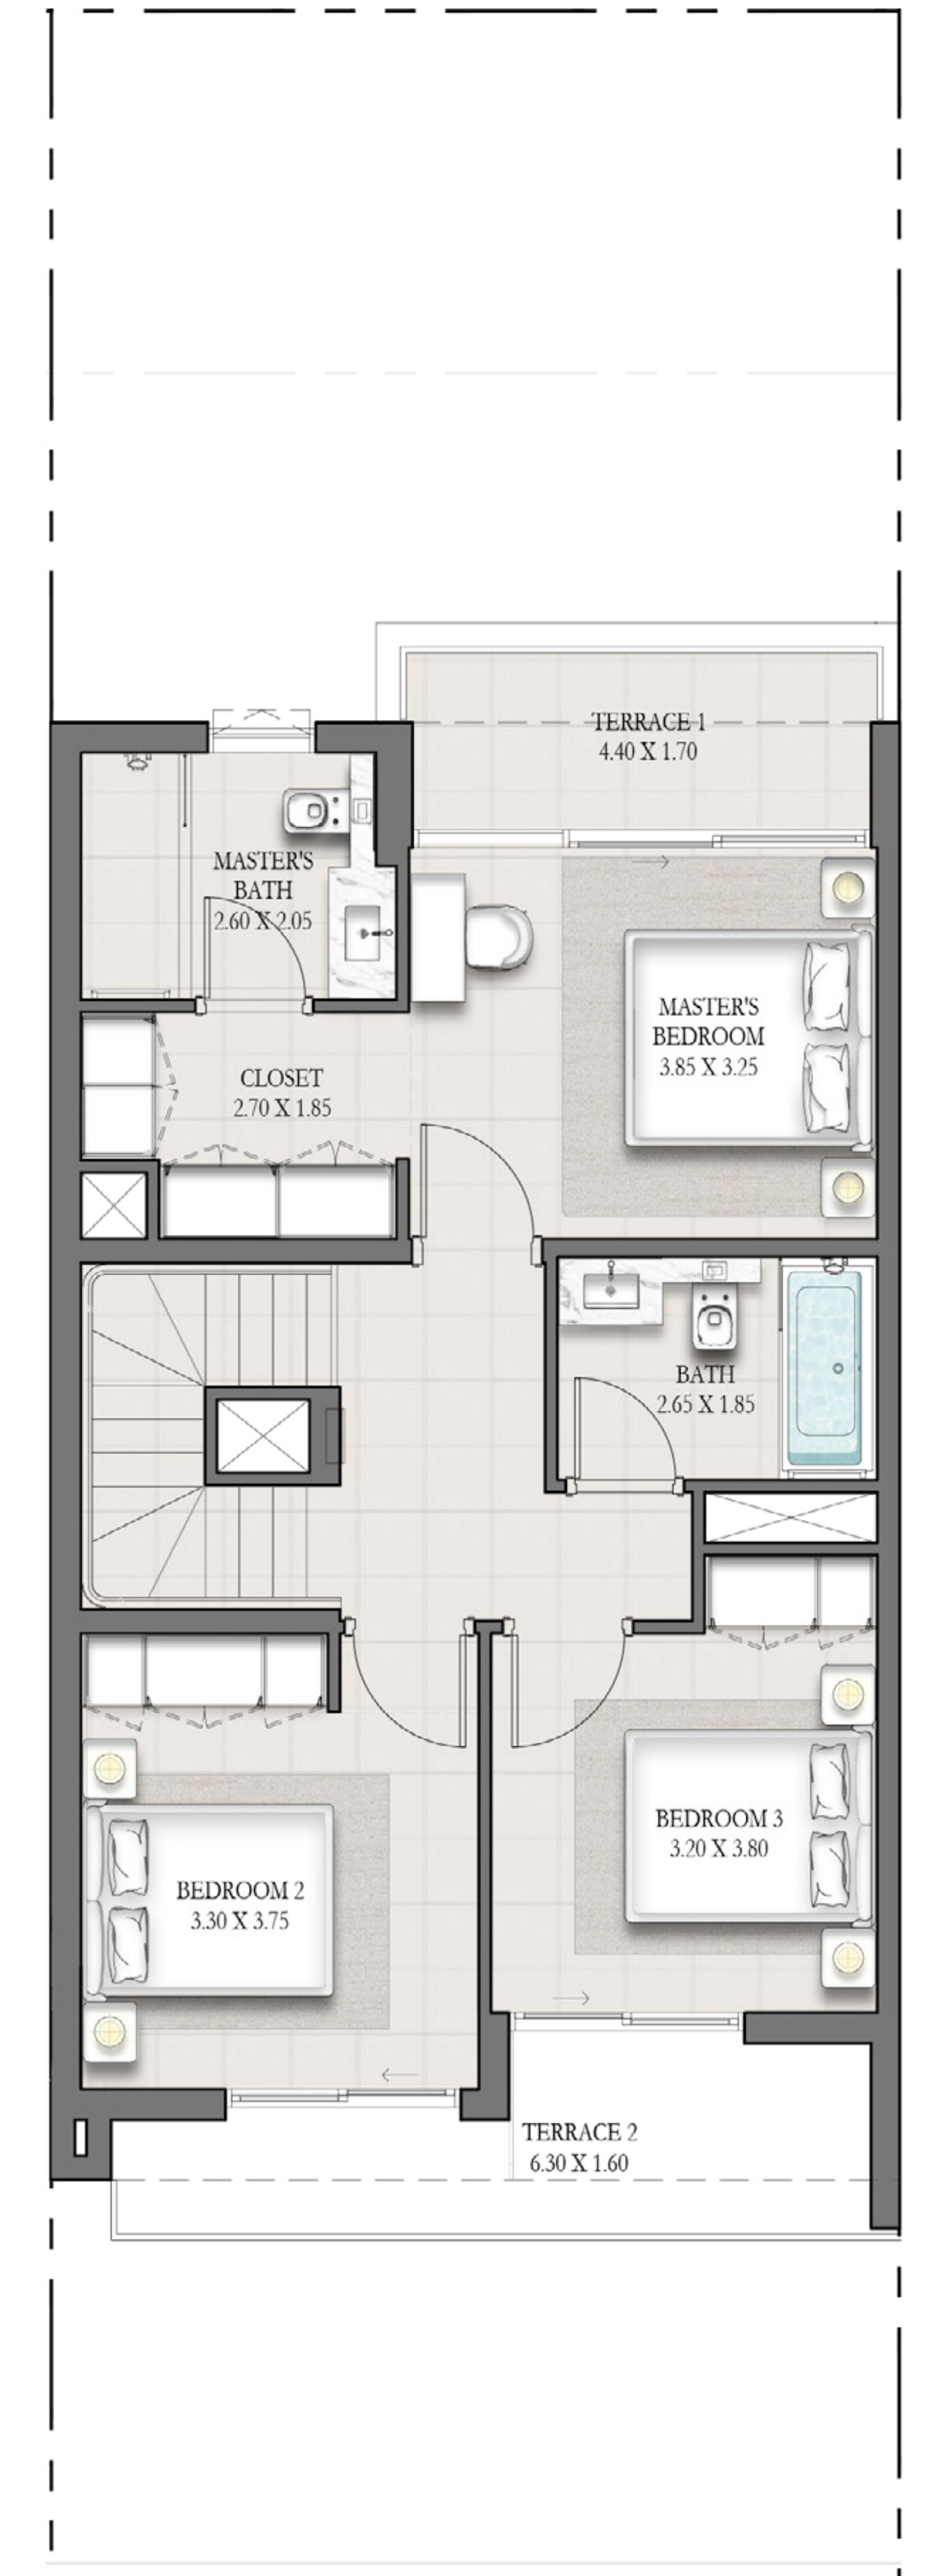 TERRACE 1
4.40 X 1.70
MASTER'S
BATH
2.60 X 2.05
MASTER'S
BEDROOM
3.85 X 3.25
CLOSET
2.70 X 1.85
BATH
2.65 X 1.85
BEDROOM 3
3.20 X 3.80
BEDROOM 2
3.30 X 3.75
TERRACE 2
6.30 X 1.60